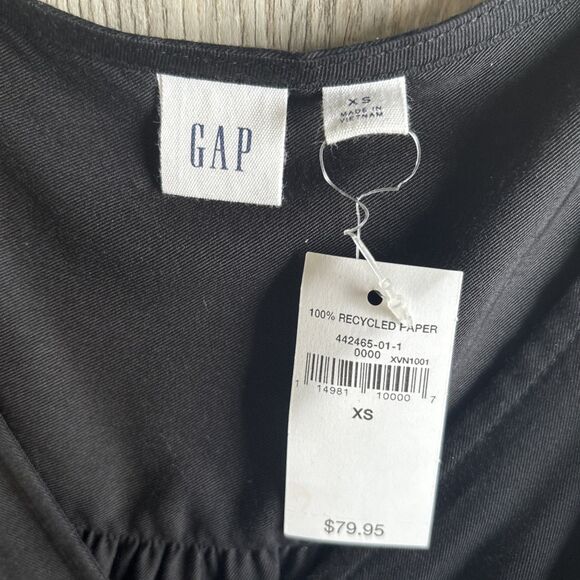 GAP
XS
MADE IN
VIETNAM
100% RECYCLED PAPER
442465-01-1
0000 XVN1001
1 14981 10000 7
XS
$79.95